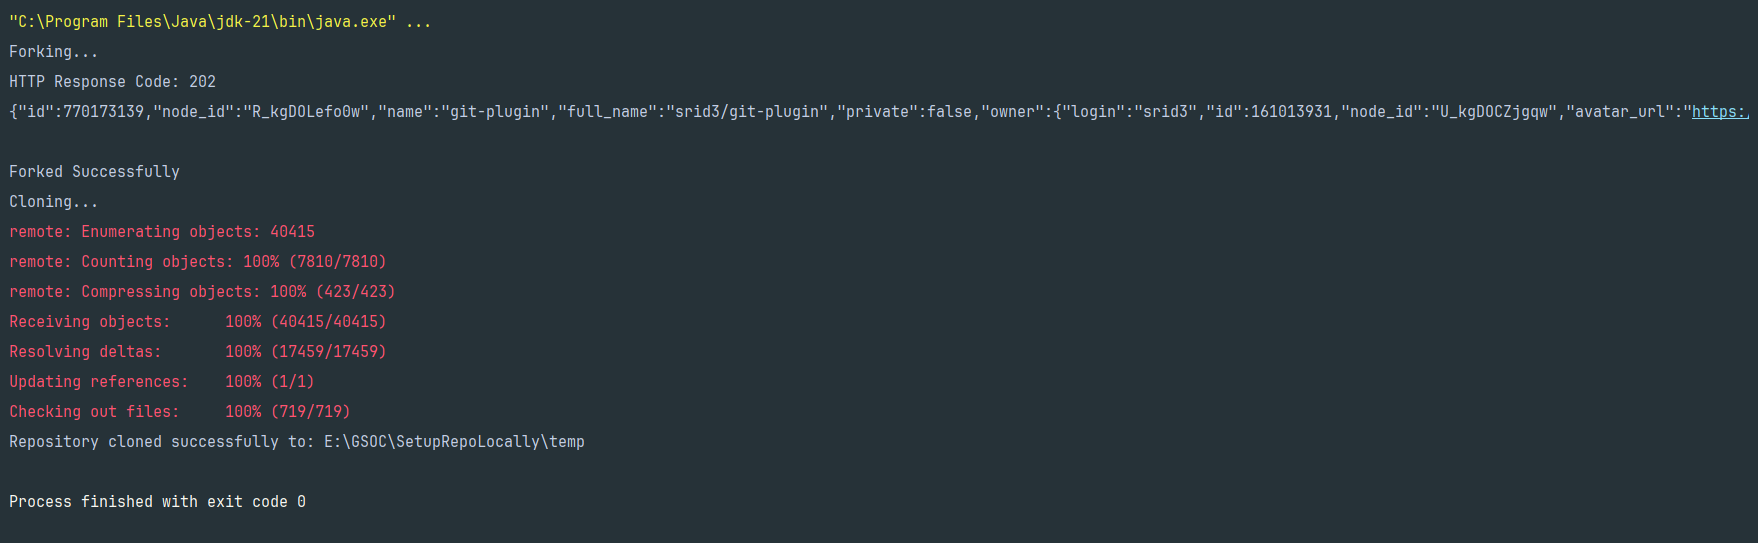 "C:\Program Files\Java\jdk-21\bin\java.exe" ...
Forking...
HTTP Response Code: 202
{"id":770173139,"node_id":"R_kgDOLefo0w","name":"git-plugin","full_name":"srid3/git-plugin","private":false,"owner":{"login":"srid3","id":161013931,"node_id":"U_kgDOCZjgqw","avatar_url":"https:/
Forked Successfully
Cloning...
remote: Enumerating objects: 40415
remote: Counting objects: 100% (7810/7810)
remote: Compressing objects: 100% (423/423)
Receiving objects:      100% (40415/40415)
Resolving deltas:       100% (17459/17459)
Updating references:    100% (1/1)
Checking out files:     100% (719/719)
Repository cloned successfully to: E:\GSOC\SetupRepoLocally\temp
Process finished with exit code 0